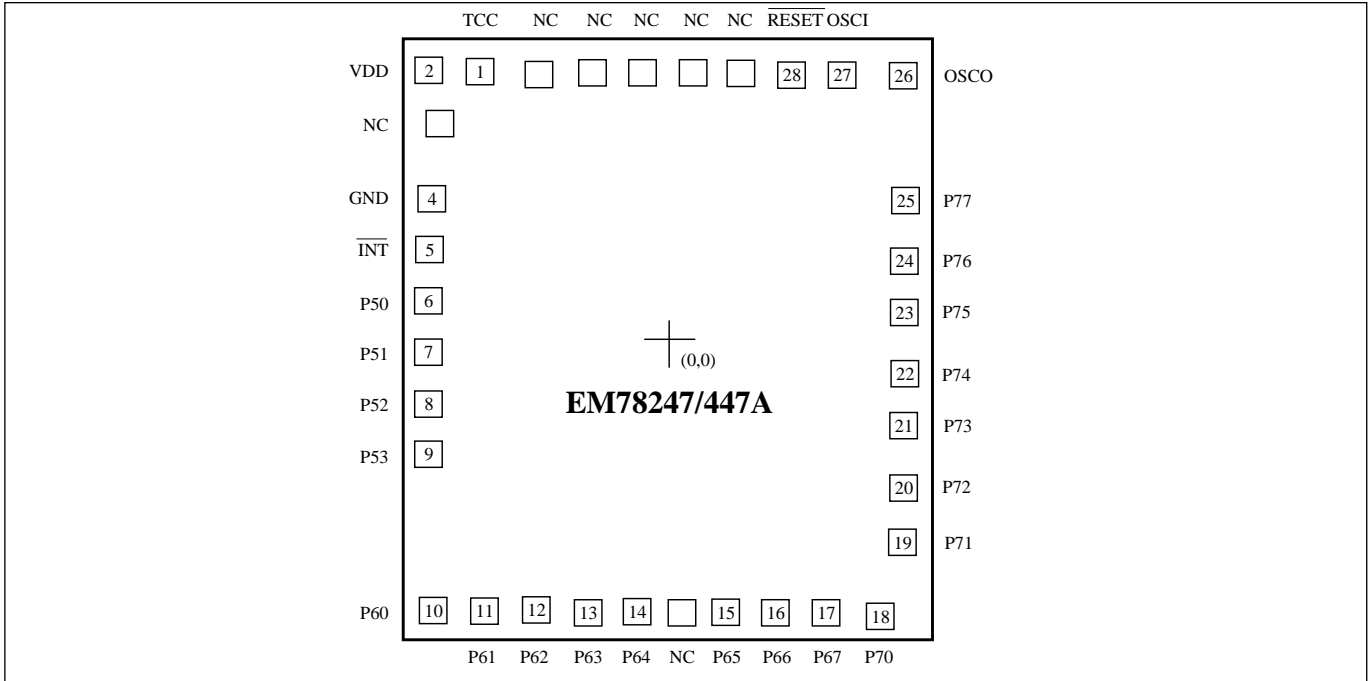 TCC NC NC NC NC NC RESET OSCI
VDD 2 1 28 27 26 OSCO
NC
GND 4 25 P77
INT 5 24 P76
P50 6 23 P75
P51 7 (0,0) 22 P74
EM78247/447A
P52 8 21 P73
P53 9 20 P72
19 P71
P60 10 11 12 13 14 15 16 17 18
P61 P62 P63 P64 NC P65 P66 P67 P70